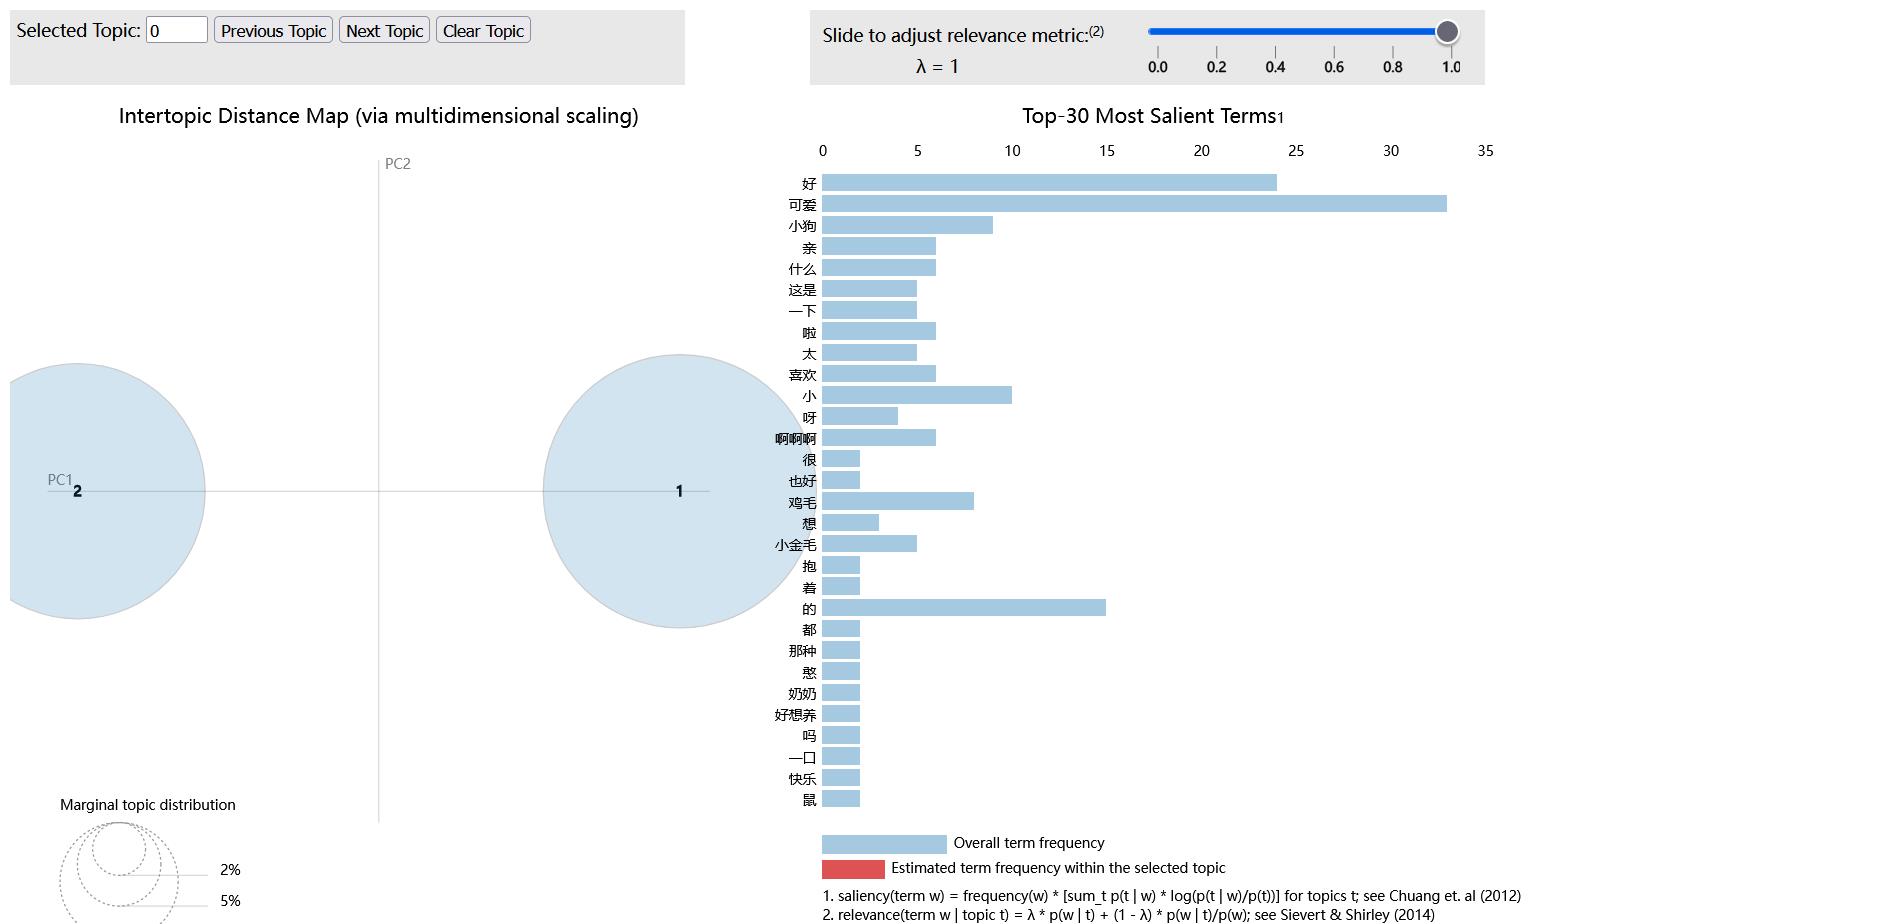 Selected Topic: 0 Previous Topic Next Topic Clear Topic
Slide to adjust relevance metric:(2)
λ = 1
0.0 0.2 0.4 0.6 0.8 1.0
Intertopic Distance Map (via multidimensional scaling)
PC2
PC1
2
1
Marginal topic distribution
2%
5%
Top-30 Most Salient Terms1
0 5 10 15 20 25 30 35
好
可爱
小狗
亲
什么
这是
一下
啦
太
喜欢
小
呀
啊啊啊
很
也好
鸡毛
想
小金毛
抱
着
的
都
那种
憨
奶奶
好想养
吗
一口
快乐
鼠
Overall term frequency
Estimated term frequency within the selected topic
1. saliency(term w) = frequency(w) * [sum_t p(t | w) * log(p(t | w)/p(t))] for topics t; see Chuang et. al (2012)
2. relevance(term w | topic t) = λ * p(w | t) + (1 - λ) * p(w | t)/p(w); see Sievert & Shirley (2014)